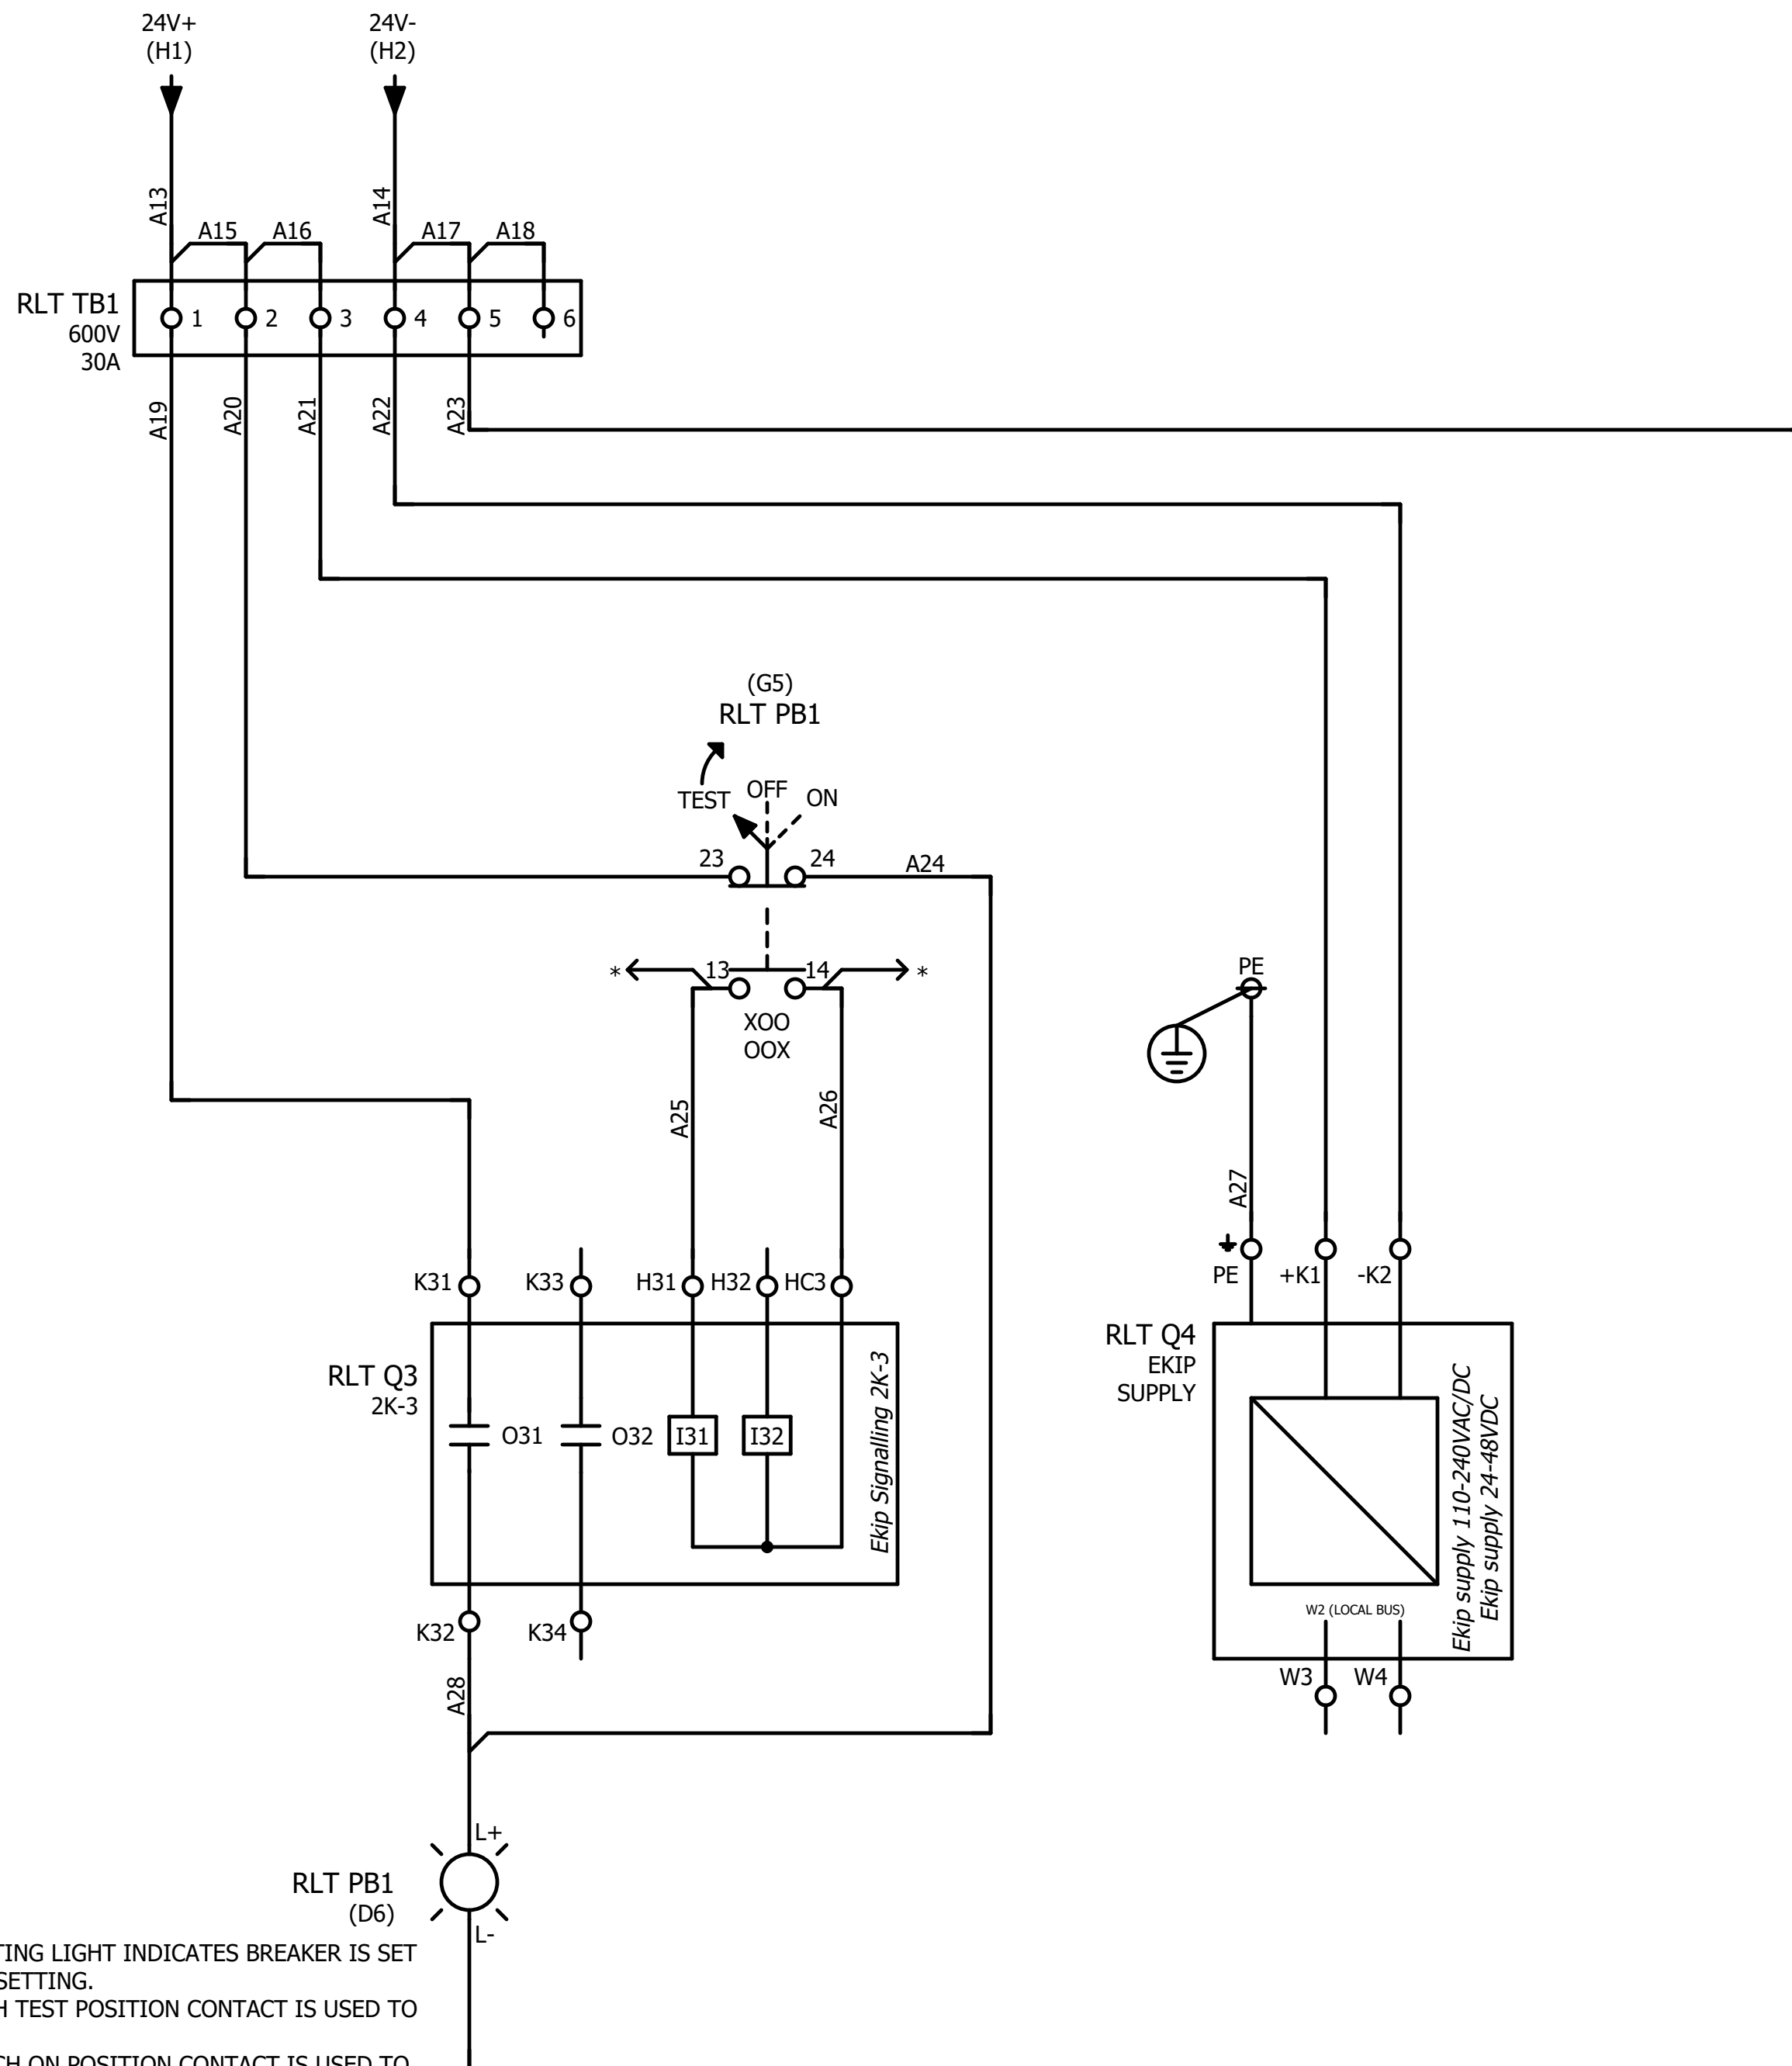 24V+
(H1)
24V-
(H2)
A13
A14
A15
A16
A17
A18
RLT TB1
600V
30A
1
2
3
4
5
6
A19
A20
A21
A22
A23
(G5)
RLT PB1
TEST
OFF
ON
23
24
A24
*
13
14
*
XOO
OOX
PE
A25
A26
A27
K31
K33
H31
H32
HC3
PE
+K1
-K2
RLT Q3
2K-3
O31
O32
I31
I32
Ekip Signalling 2K-3
RLT Q4
EKIP
SUPPLY
Ekip supply 110-240VAC/DC
Ekip supply 24-48VDC
W2 (LOCAL BUS)
K32
K34
W3
W4
A28
L+
RLT PB1
(D6)
L-
TING LIGHT INDICATES BREAKER IS SET
SETTING.
H TEST POSITION CONTACT IS USED TO
CH ON POSITION CONTACT IS USED TO